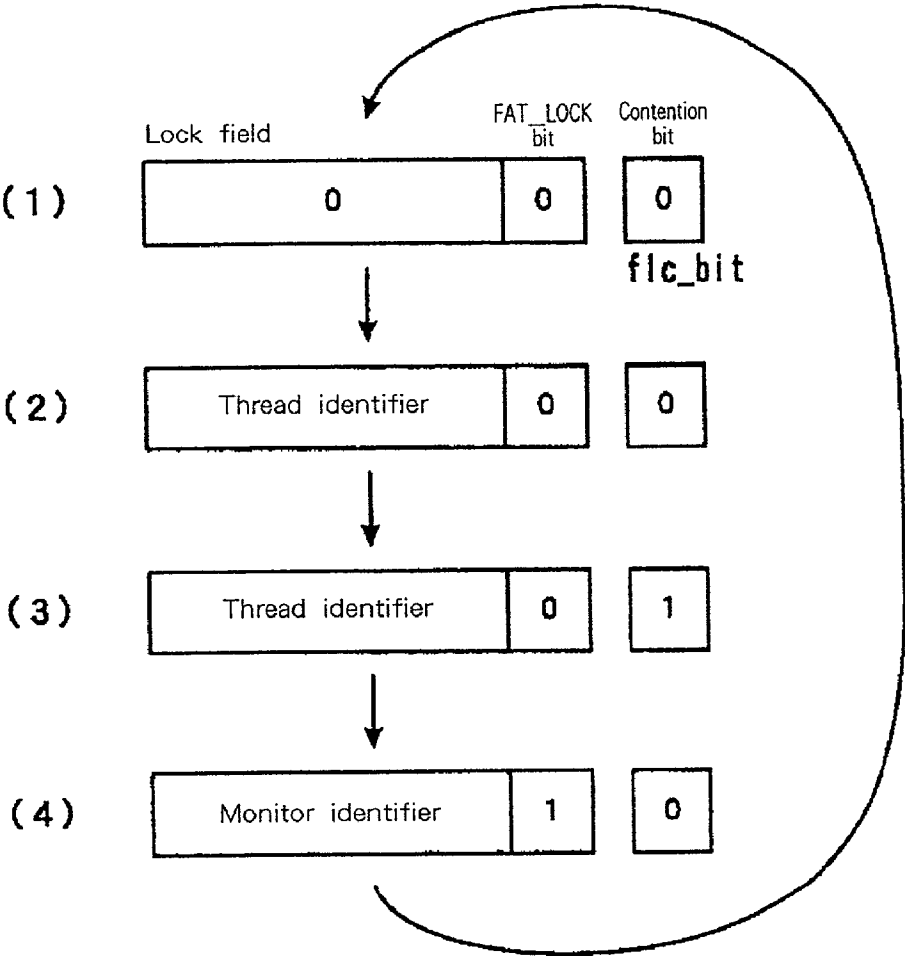 Lock field
FAT_LOCK bit
Contention bit
(1)
0
0
0
flc_bit
(2)
Thread identifier
0
0
(3)
Thread identifier
0
1
(4)
Monitor identifier
1
0